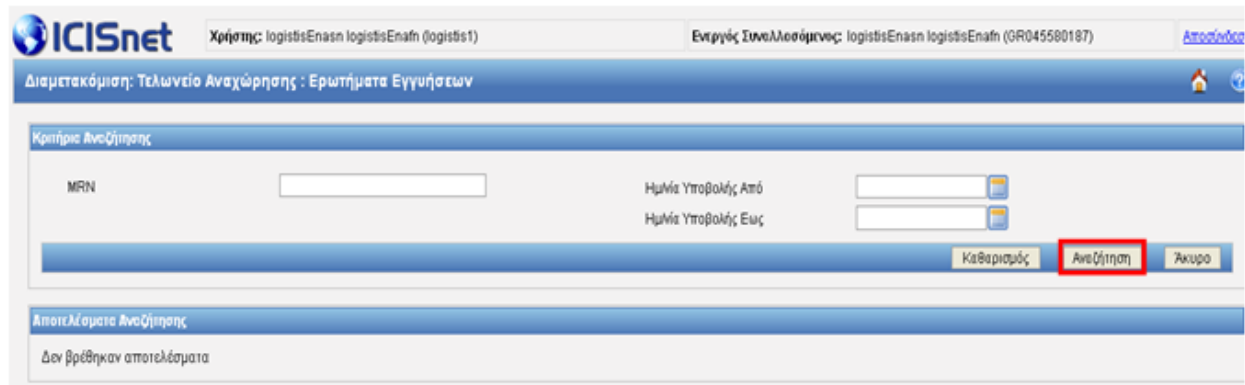 ICISnet Χρήστης: logistisEnasn logistisEnafn (logistis1) Ενεργός Συναλλασόμενος: logistisEnasn logistisEnafn (GR045580187)
Διαμετακόμιση: Τελωνείο Αναχώρησης : Ερωτήματα Εγγυήσεων
Κριτήρια Αναζήτησης
MRN Ημ/νία Υποβολής Από
Ημ/νία Υποβολής Εως
Καθαρισμός Αναζήτηση Άκυρο
Αποτελέσματα Αναζήτησης
Δεν βρέθηκαν αποτελέσματα